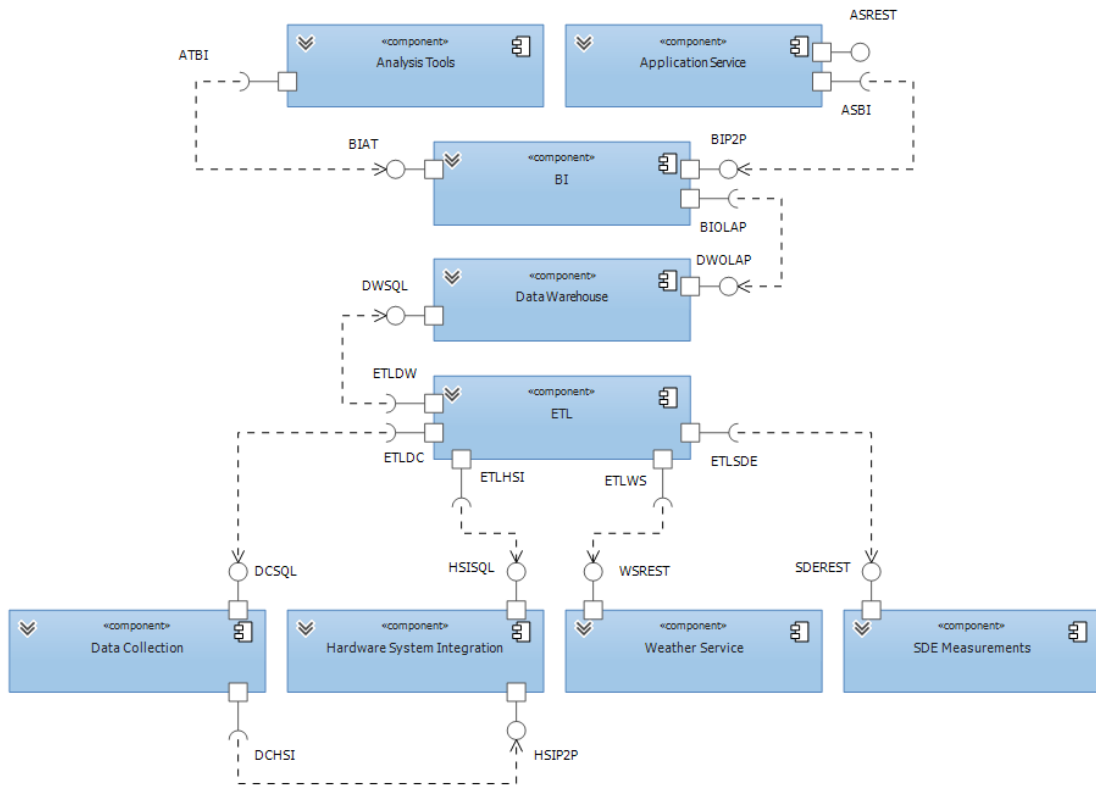 ASREST
«component»
Analysis Tools
«component»
Application Service
ATBI
ASBI
BIAT
«component»
BI
BIP2P
BIOLAP
DWOLAP
«component»
Data Warehouse
DWSQL
ETLDW
«component»
ETL
ETLDC
ETLHSI
ETLWS
ETLSDE
DCSQL
HSISQL
WSREST
SDEREST
«component»
Data Collection
«component»
Hardware System Integration
«component»
Weather Service
«component»
SDE Measurements
DCHSI
HSIP2P